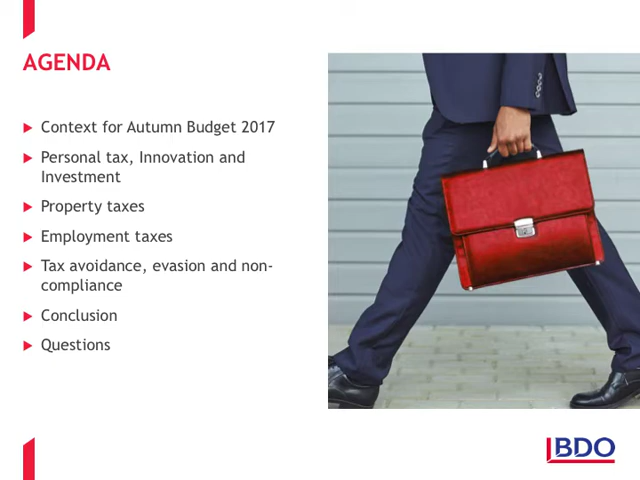 AGENDA
Context for Autumn Budget 2017
Personal tax, Innovation and
Investment
Property taxes
Employment taxes
Tax avoidance, evasion and non-
compliance
Conclusion
Questions
BDO